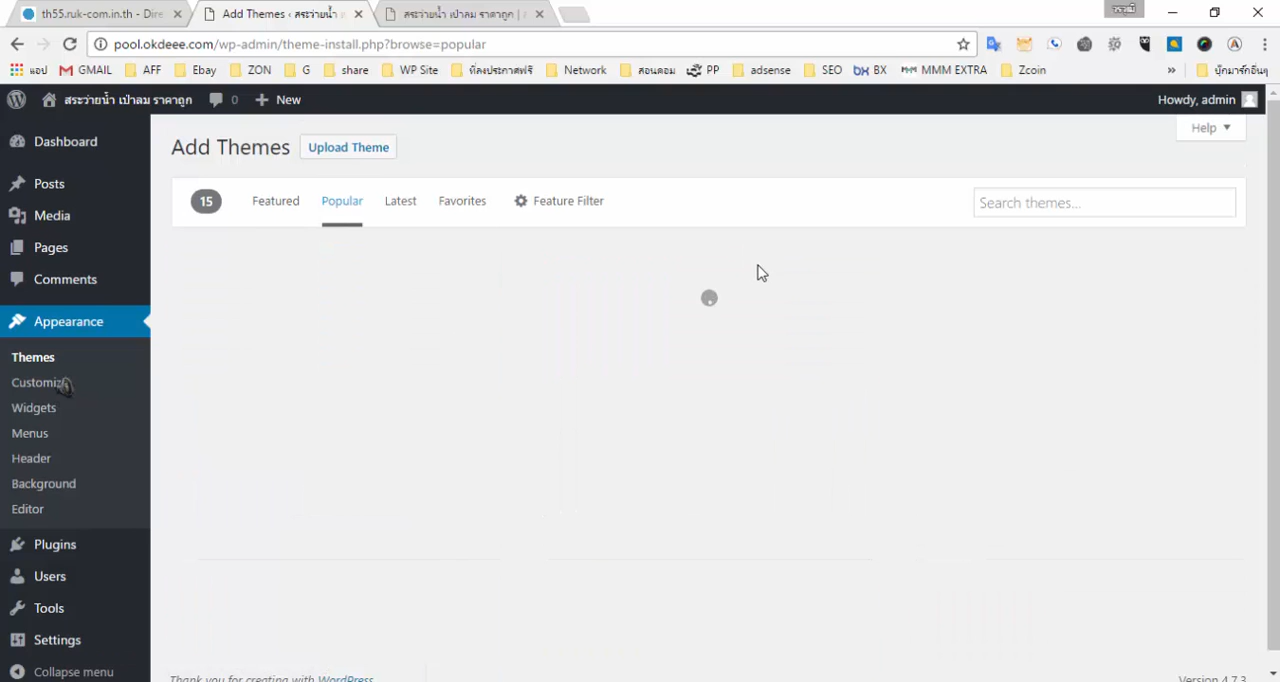 th55.ruk-com.in.th - Dire
Add Themes ‹ สระว่ายน้ำ เ
สระว่ายน้ำ เป่าลม ราคาถูก | ค
pool.okdeee.com/wp-admin/theme-install.php?browse=popular
แอป GMAIL AFF Ebay ZON G share WP Site ทิ้งประกาศฟรี Network สอนคอม PP adsense SEO BX MMM EXTRA Zcoin » บุ๊กมาร์กอื่นๆ
สระว่ายน้ำ เป่าลม ราคาถูก 0 New Howdy, admin
Help
Dashboard
Posts
Media
Pages
Comments
Appearance
Themes
Customize
Widgets
Menus
Header
Background
Editor
Plugins
Users
Tools
Settings
Collapse menu
Add Themes Upload Theme
15 Featured Popular Latest Favorites Feature Filter Search themes...
Thank you for creating with WordPress
Version 4.7.3